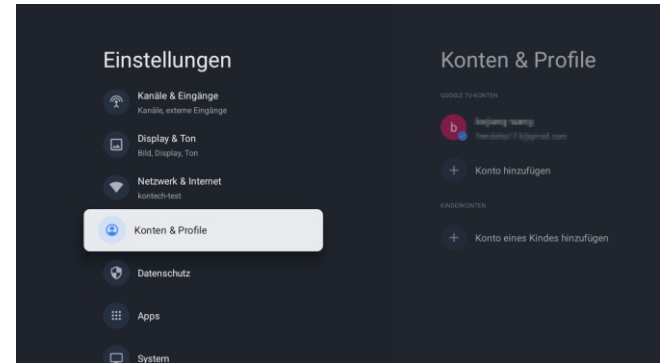 Einstellungen
Kanäle & Eingänge
Kanäle, externe Eingänge
Display & Ton
Bild, Display, Ton
Netzwerk & Internet
kontech-test
Konten & Profile
Datenschutz
Apps
System
Konten & Profile
GOOGLE TV-KONTEN
b
Konto hinzufügen
KINDERKONTEN
Konto eines Kindes hinzufügen